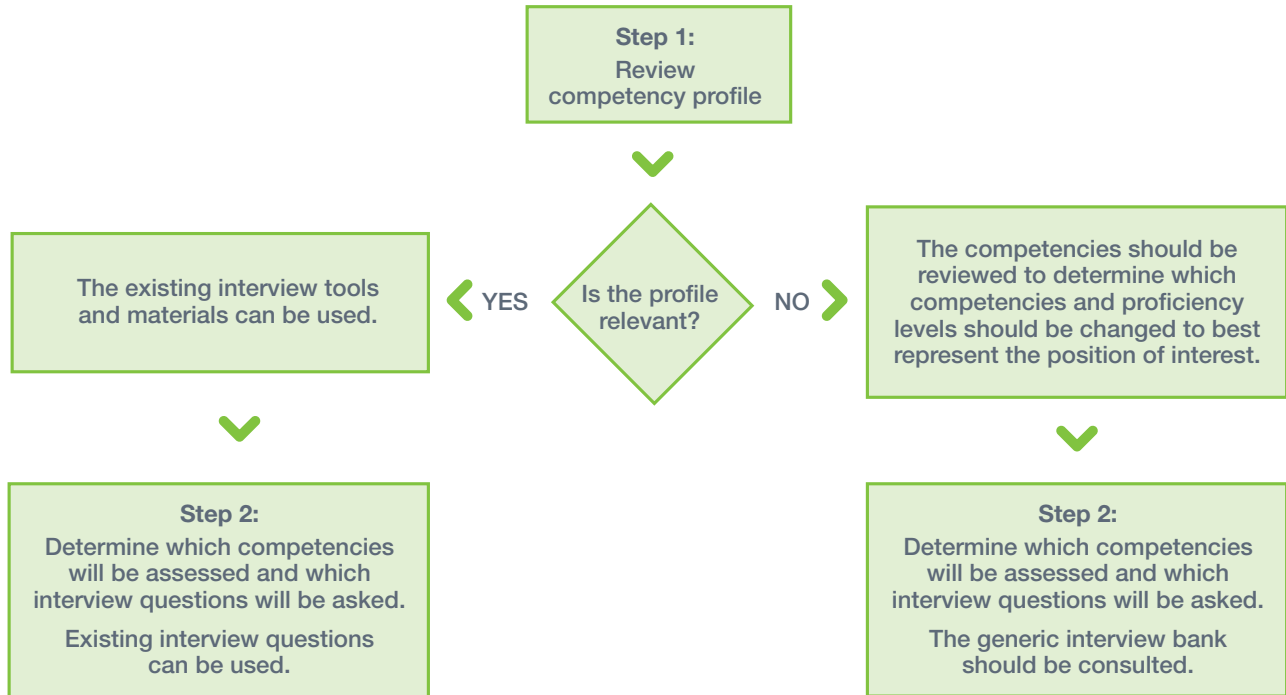 Step 1:
Review
competency profile
Is the profile
relevant?
YES
NO
The existing interview tools
and materials can be used.
The competencies should be
reviewed to determine which
competencies and proficiency
levels should be changed to best
represent the position of interest.
Step 2:
Determine which competencies
will be assessed and which
interview questions will be asked.
Existing interview questions
can be used.
Step 2:
Determine which competencies
will be assessed and which
interview questions will be asked.
The generic interview bank
should be consulted.